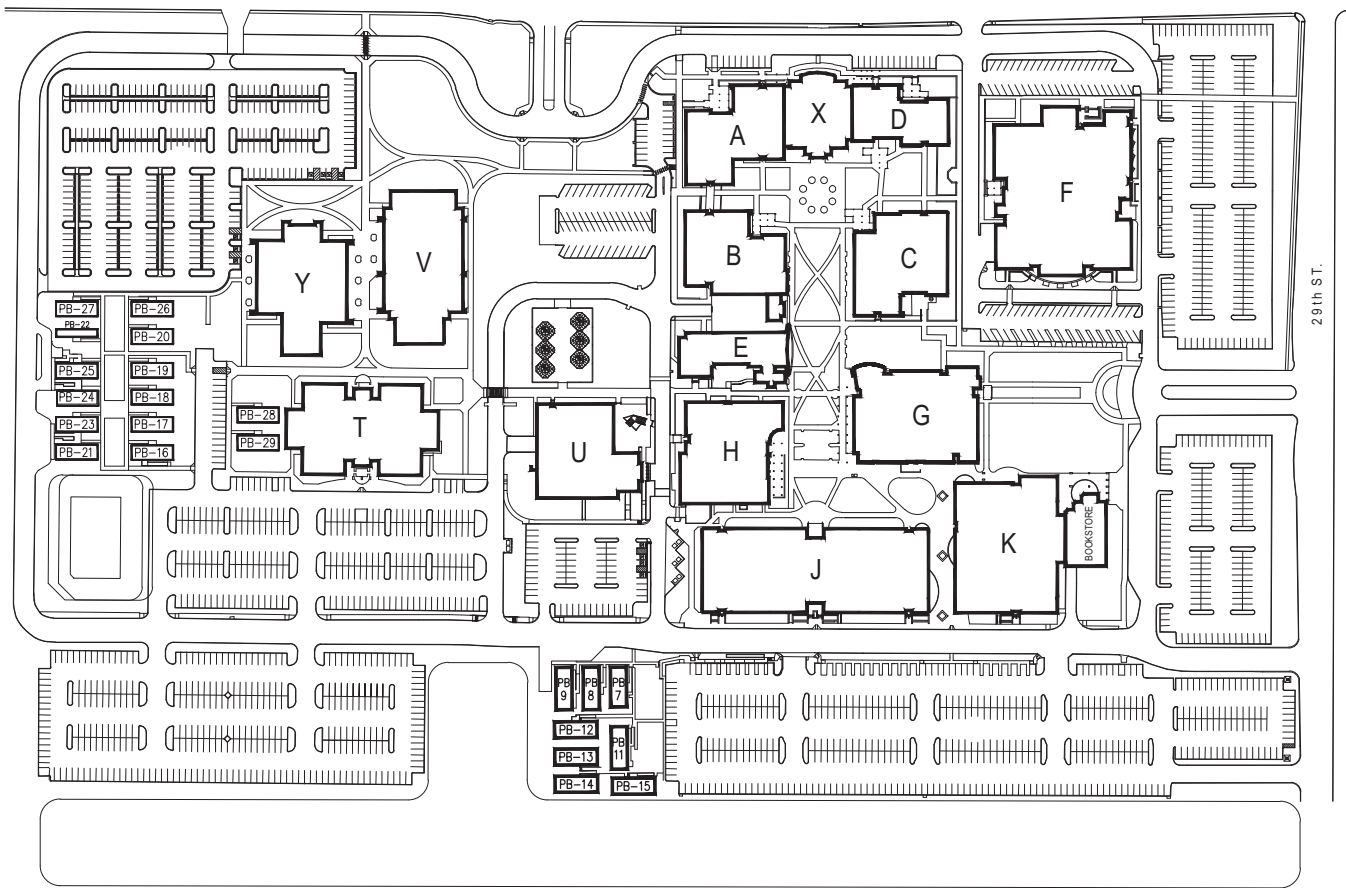 X
A
D
F
B
C
V
Y
29th ST.
PB-27
PB-26
PB-22
PB-20
E
PB-25
PB-19
PB-24
PB-18
PB-28
PB-23
PB-17
T
G
PB-29
PB-21
PB-16
U
H
BOOKSTORE
K
J
PB
9
PB
8
PB
7
PB-12
PB
11
PB-13
PB-14
PB-15